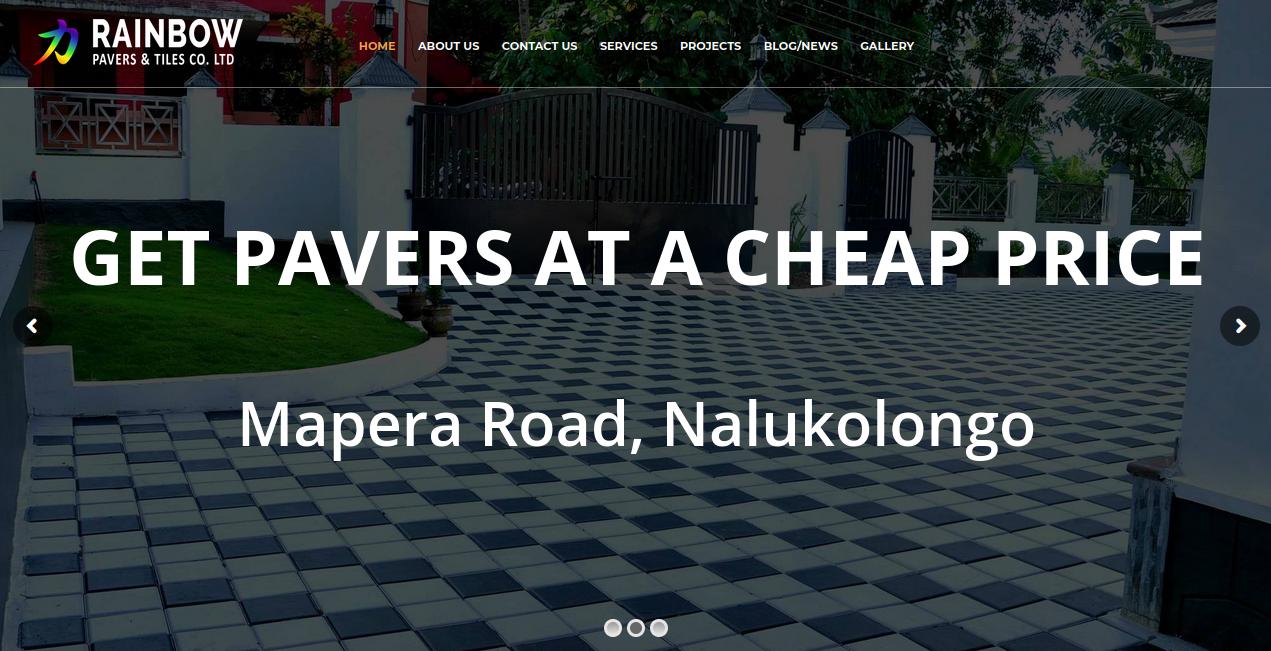 RAINBOW
PAVERS & TILES CO. LTD
HOME ABOUT US CONTACT US SERVICES PROJECTS BLOG/NEWS GALLERY
GET PAVERS AT A CHEAP PRICE
Mapera Road, Nalukolongo